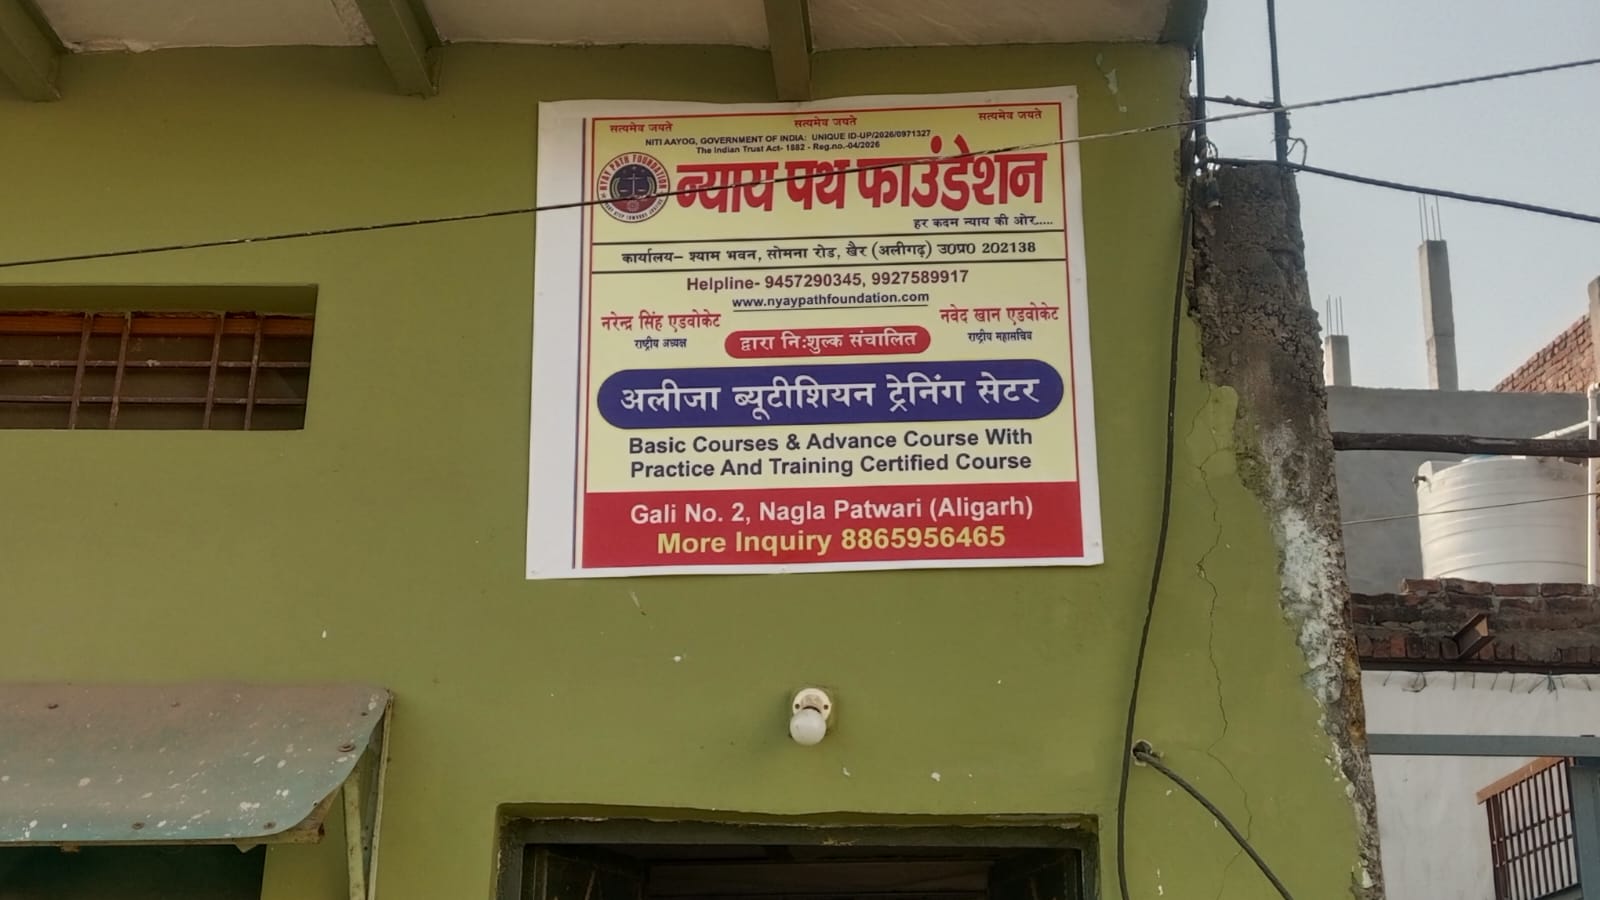 सत्यमेव जयते सत्यमेव जयते सत्यमेव जयते
NITI AAYOG, GOVERNMENT OF INDIA: UNIQUE ID-UP/2026/0971327
The Indian Trust Act- 1882 - Reg.no.-04/2026
NYAY PATH FOUNDATION
न्याय पथ फाउंडेशन
हर कदम न्याय की ओर.....
कार्यालय– श्याम भवन, सोमना रोड, खैर (अलीगढ़) उ0प्र0 202138
Helpline- 9457290345, 9927589917
www.nyaypathfoundation.com
नरेन्द्र सिंह एडवोकेट
राष्ट्रीय अध्यक्ष
नवेद खान एडवोकेट
राष्ट्रीय महासचिव
द्वारा नि:शुल्क संचालित
अलीजा ब्यूटीशियन ट्रेनिंग सेटर
Basic Courses & Advance Course With
Practice And Training Certified Course
Gali No. 2, Nagla Patwari (Aligarh)
More Inquiry 8865956465